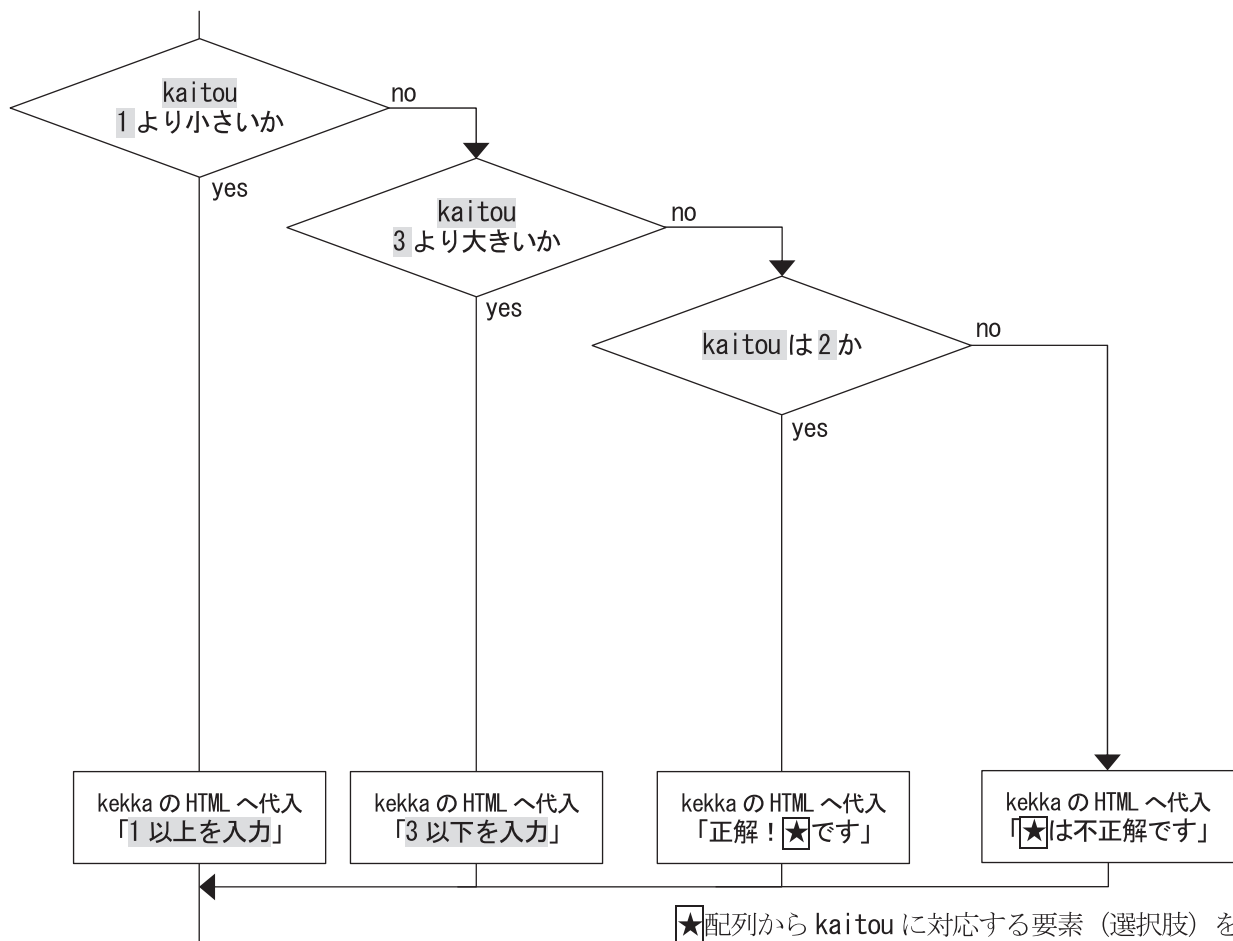 kaitou
1より小さいか
no
yes
kaitou
3より大きいか
no
yes
kaitouは2か
no
yes
kekkaのHTMLへ代入
「1以上を入力」
kekkaのHTMLへ代入
「3以下を入力」
kekkaのHTMLへ代入
「正解！★です」
kekkaのHTMLへ代入
「★は不正解です」
★配列からkaitouに対応する要素（選択肢）を